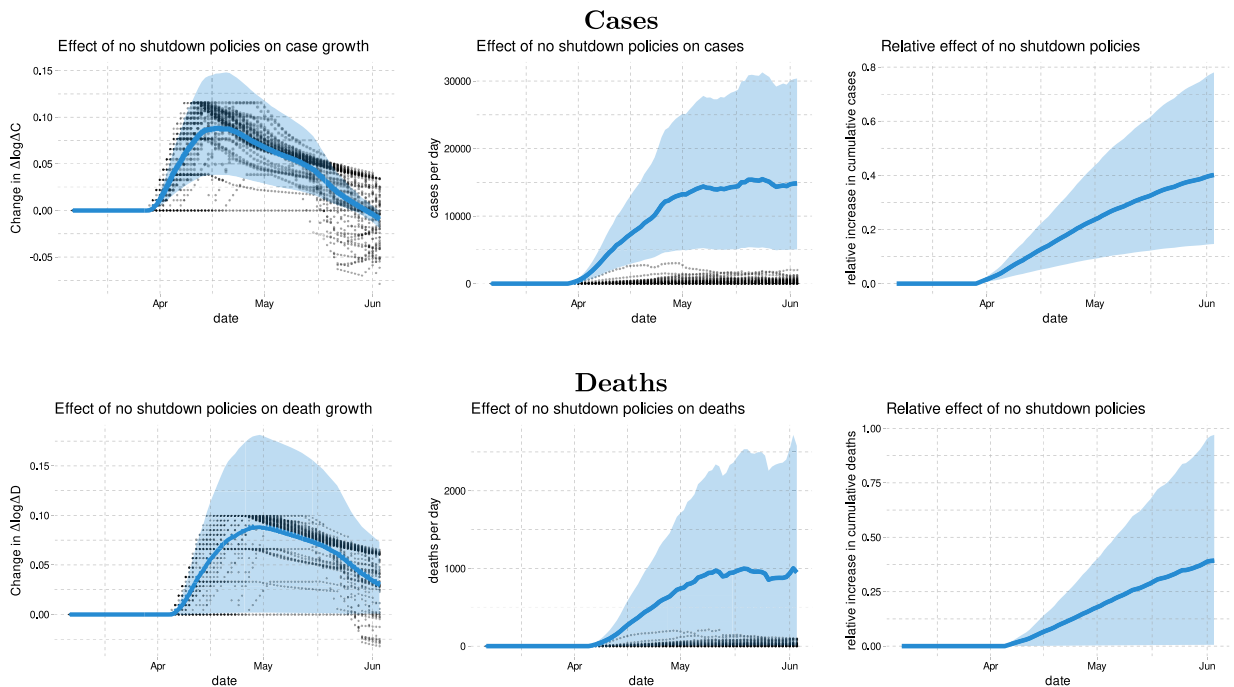 Cases
Effect of no shutdown policies on case growth
Change in ΔlogΔC
0.15
0.10
0.05
0.00
-0.05
Apr
May
Jun
date
Effect of no shutdown policies on cases
cases per day
30000
20000
10000
0
Apr
May
Jun
date
Relative effect of no shutdown policies
relative increase in cumulative cases
0.8
0.6
0.4
0.2
0.0
Apr
May
Jun
date
Deaths
Effect of no shutdown policies on death growth
Change in ΔlogΔD
0.15
0.10
0.05
0.00
Apr
May
Jun
date
Effect of no shutdown policies on deaths
deaths per day
2000
1000
0
Apr
May
Jun
date
Relative effect of no shutdown policies
relative increase in cumulative deaths
1.00
0.75
0.50
0.25
0.00
Apr
May
Jun
date